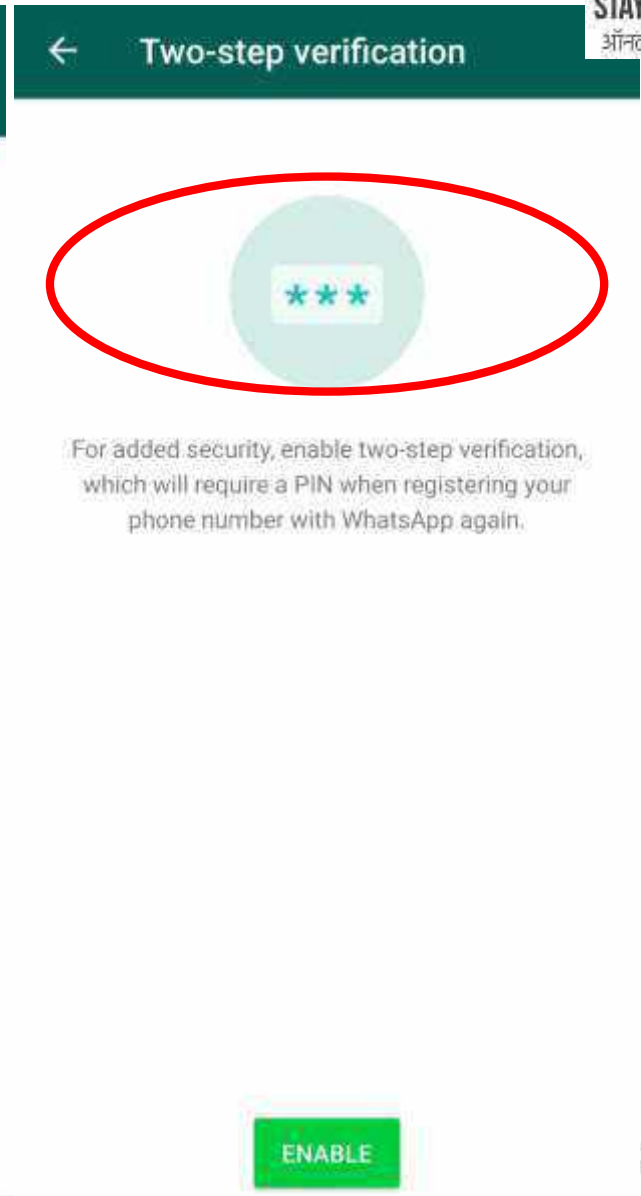 Two-step verification
***
For added security, enable two-step verification,
which will require a PIN when registering your
phone number with WhatsApp again.
ENABLE